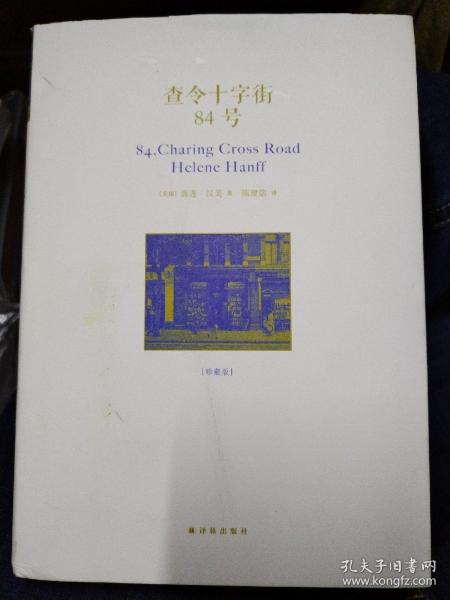 查令十字街
84号
84, Charing Cross Road
Helene Hanff
〔美国〕海莲·汉芙 著 陈建铭 译
[珍藏版]
译林出版社
孔夫子旧书网
www.kongfz.com